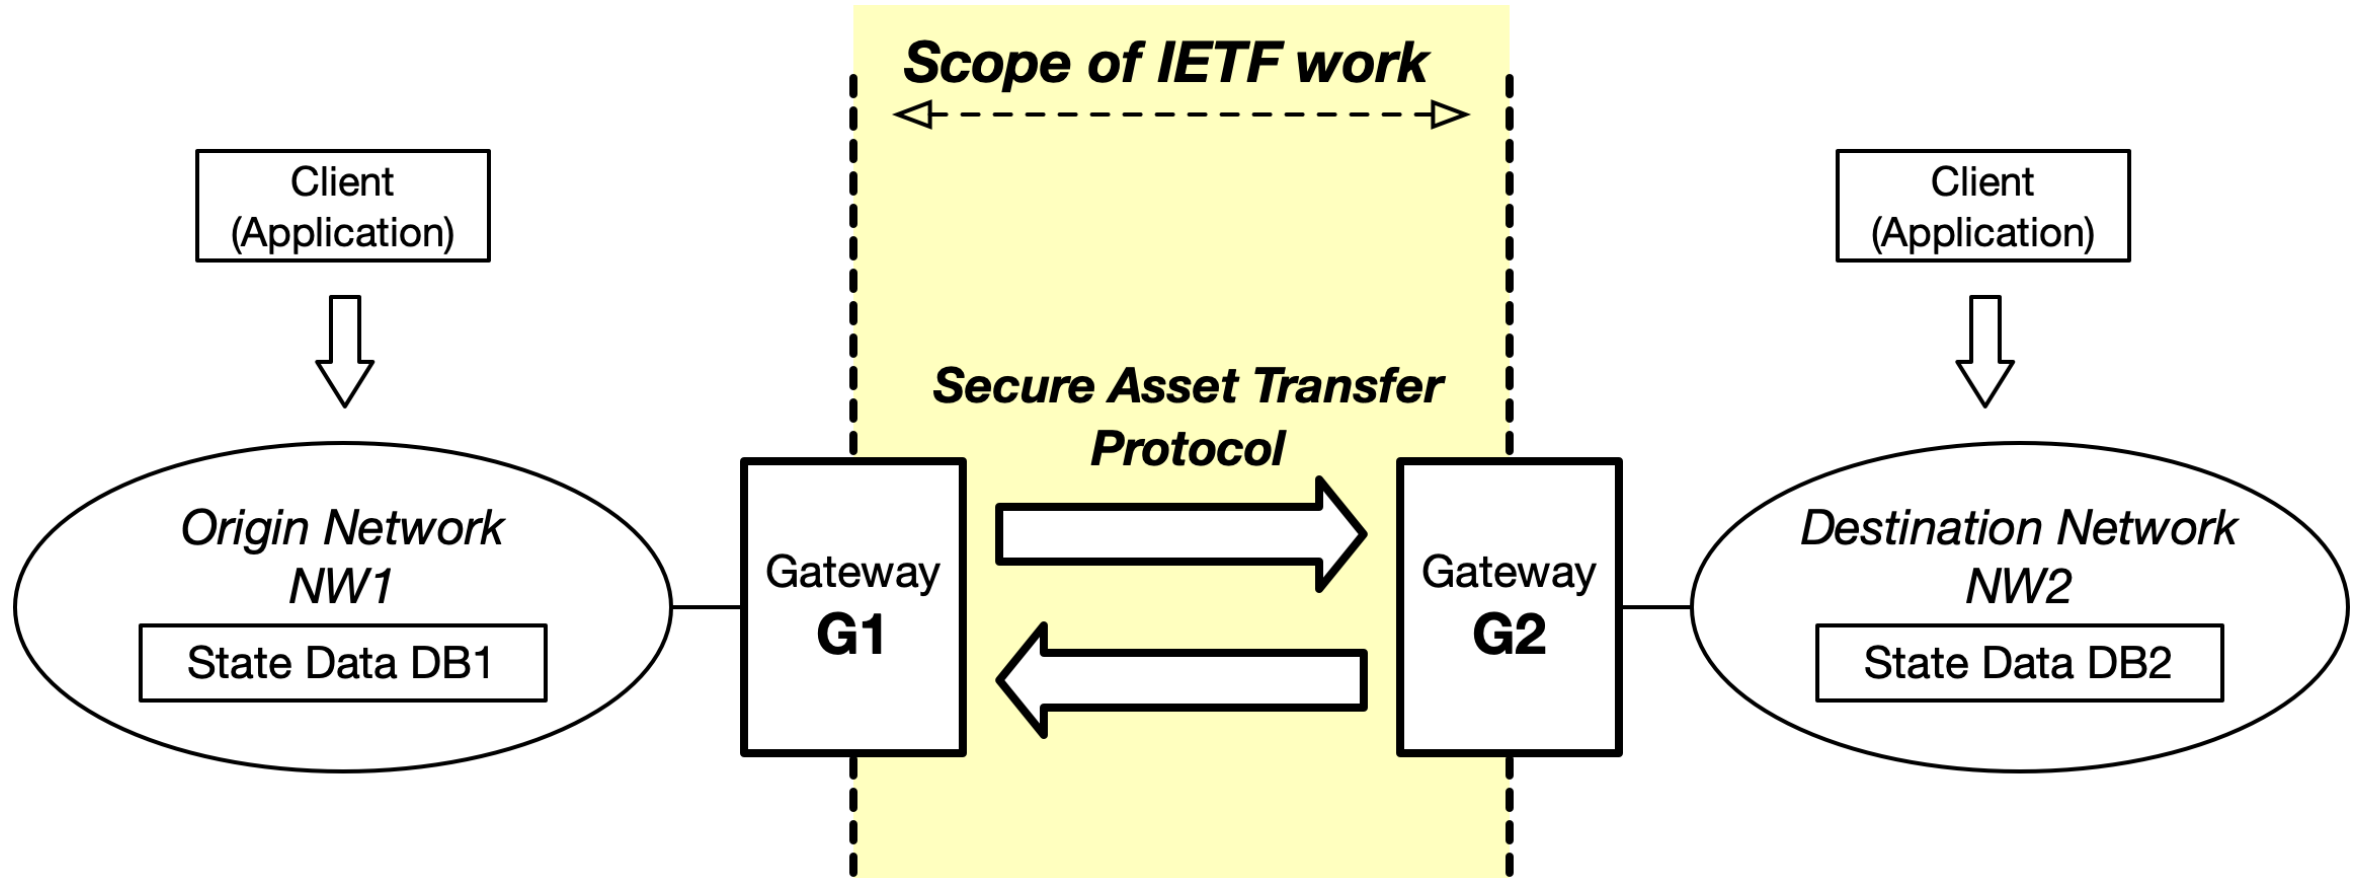 Scope of IETF work
Client
(Application)
Client
(Application)
Secure Asset Transfer
Protocol
Origin Network
NW1
State Data DB1
Gateway
G1
Gateway
G2
Destination Network
NW2
State Data DB2